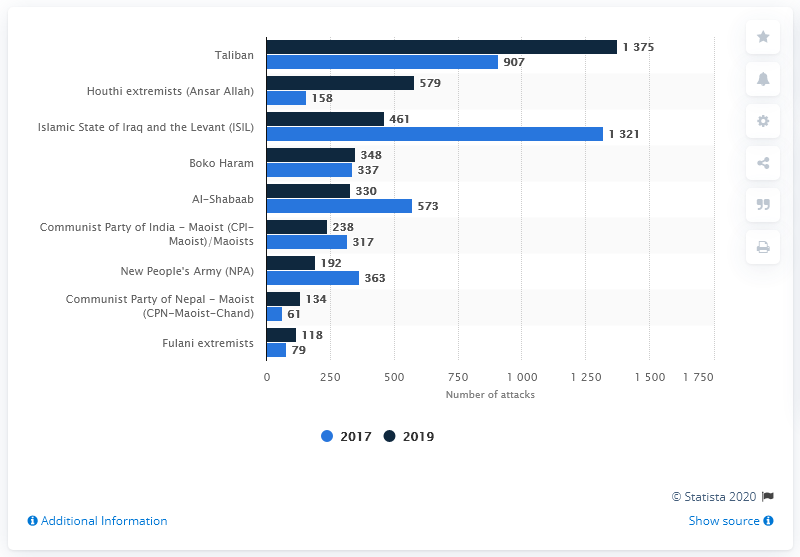 Taliban
1 375
907
Houthi extremists (Ansar Allah)
579
158
Islamic State of Iraq and the Levant (ISIL)
461
1 321
Boko Haram
348
337
Al-Shabaab
330
573
Communist Party of India - Maoist (CPI-
Maoist)/Maoists
238
317
New People's Army (NPA)
192
363
Communist Party of Nepal - Maoist
(CPN-Maoist-Chand)
134
61
Fulani extremists
118
79
0 250 500 750 1 000 1 250 1 500 1 750
Number of attacks
2017 2019
© Statista 2020
Additional Information
Show source